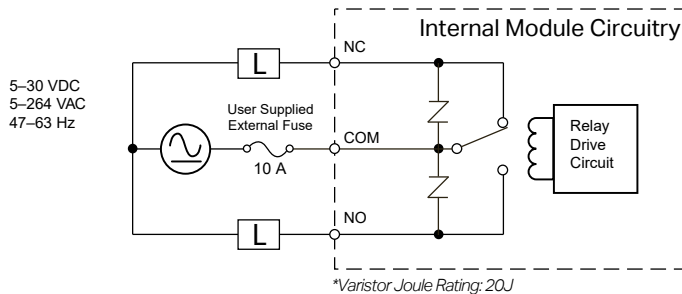 Internal Module Circuitry
NC
L
5–30 VDC
5–264 VAC
47–63 Hz
User Supplied
External Fuse
10 A
COM
Relay
Drive
Circuit
NO
L
*Varistor Joule Rating: 20J